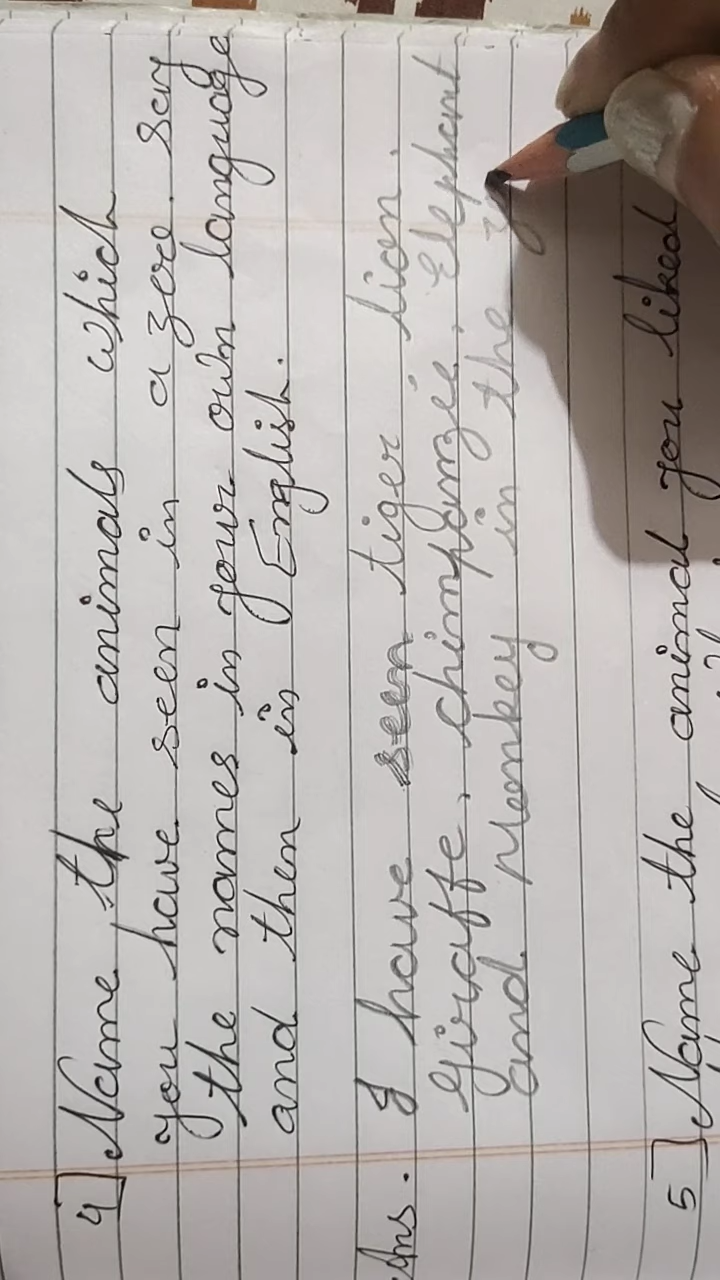 4] Name the animals which
you have seen in a zoo. Say
the names in your own language
and then in English.
Ans. I have seen tiger lion.
Giraffe, chimpanzee. Elephant
and Monkey in the
5] Name the animal you liked